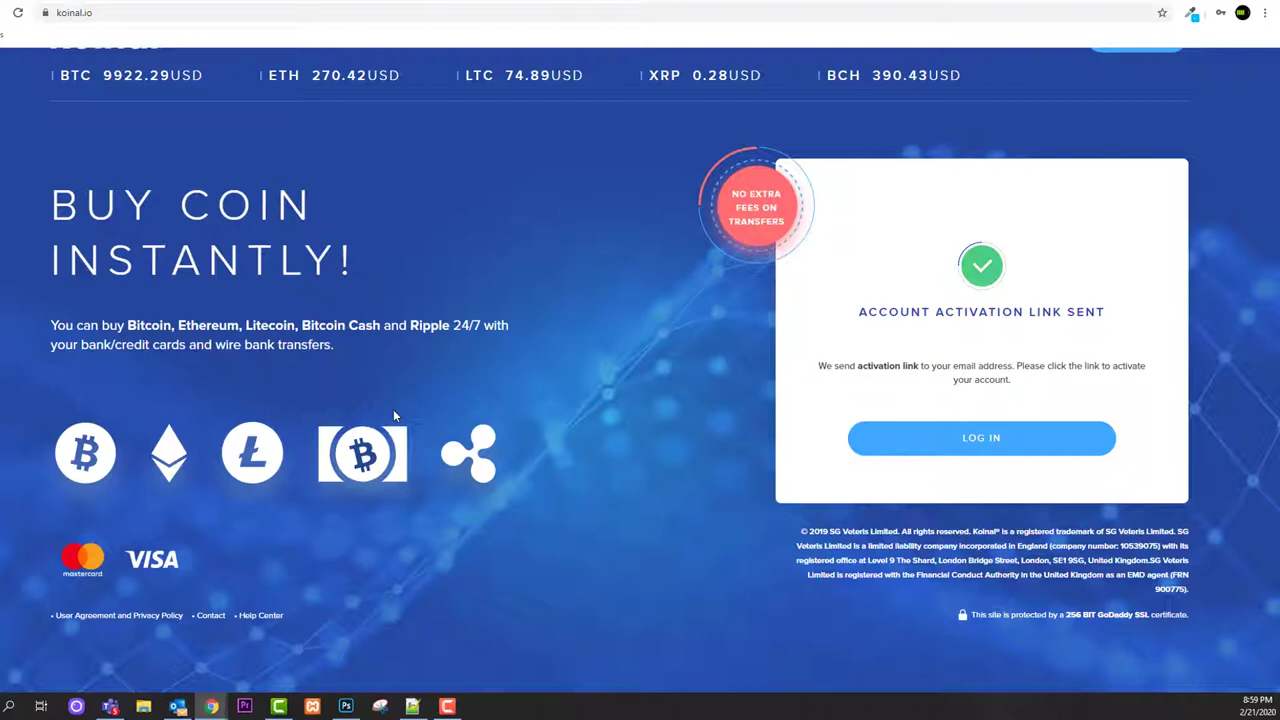 koinal.io
s
BTC 9922.29USD
ETH 270.42USD
LTC 74.89USD
XRP 0.28USD
BCH 390.43USD
BUY COIN
INSTANTLY!
You can buy Bitcoin, Ethereum, Litecoin, Bitcoin Cash and Ripple 24/7 with
your bank/credit cards and wire bank transfers.
NO EXTRA
FEES ON
TRANSFERS
ACCOUNT ACTIVATION LINK SENT
We send activation link to your email address. Please click the link to activate
your account.
LOG IN
mastercard
VISA
• User Agreement and Privacy Policy • Contact • Help Center
© 2019 SG Veteris Limited. All rights reserved. Koinal® is a registered trademark of SG Veteris Limited. SG
Veteris Limited is a limited liability company incorporated in England (company number: 10539075) with its
registered office at Level 9 The Shard, London Bridge Street, London, SE1 9SG, United Kingdom.SG Veteris
Limited is registered with the Financial Conduct Authority in the United Kingdom as an EMD agent (FRN
900775).
This site is protected by a 256 BIT GoDaddy SSL certificate.
Pr
Ps
8:59 PM
2/21/2020